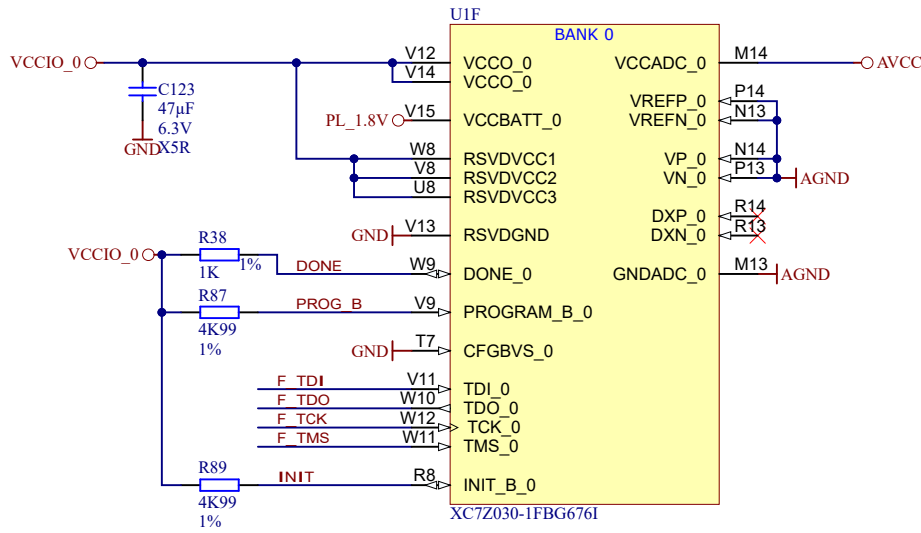 U1F
BANK 0
VCCIO_0
V12
VCCO_0
VCCADC_0
M14
AVCC
V14
VCCO_0
C123
47µF
6.3V
X5R
GND
VREFP_0
P14
PL_1.8V
V15
VCCBATT_0
VREFN_0
N13
W8
RSVDVCC1
VP_0
N14
V8
RSVDVCC2
VN_0
P13
AGND
U8
RSVDVCC3
DXP_0
R14
GND
V13
RSVDGND
DXN_0
R13
VCCIO_0
R38
1K
1%
DONE
W9
DONE_0
GNDADC_0
M13
AGND
R87
4K99
1%
PROG_B
V9
PROGRAM_B_0
GND
T7
CFGBVS_0
F_TDI
V11
TDI_0
F_TDO
W10
TDO_0
F_TCK
W12
TCK_0
F_TMS
W11
TMS_0
R89
4K99
1%
INIT
R8
INIT_B_0
XC7Z030-1FBG676I